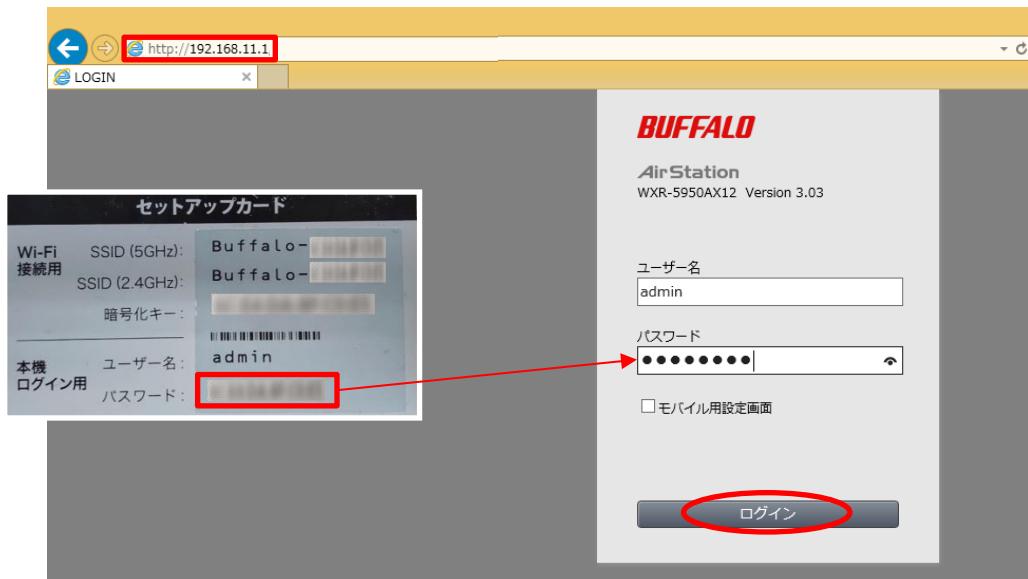 http://192.168.11.1
LOGIN
BUFFALO
AirStation
WXR-5950AX12 Version 3.03
ユーザー名
admin
パスワード
モバイル用設定画面
ログイン
セットアップカード
Wi-Fi
接続用
SSID (5GHz): Buffalo-
SSID (2.4GHz): Buffalo-
暗号化キー:
本機
ログイン用
ユーザー名: admin
パスワード: